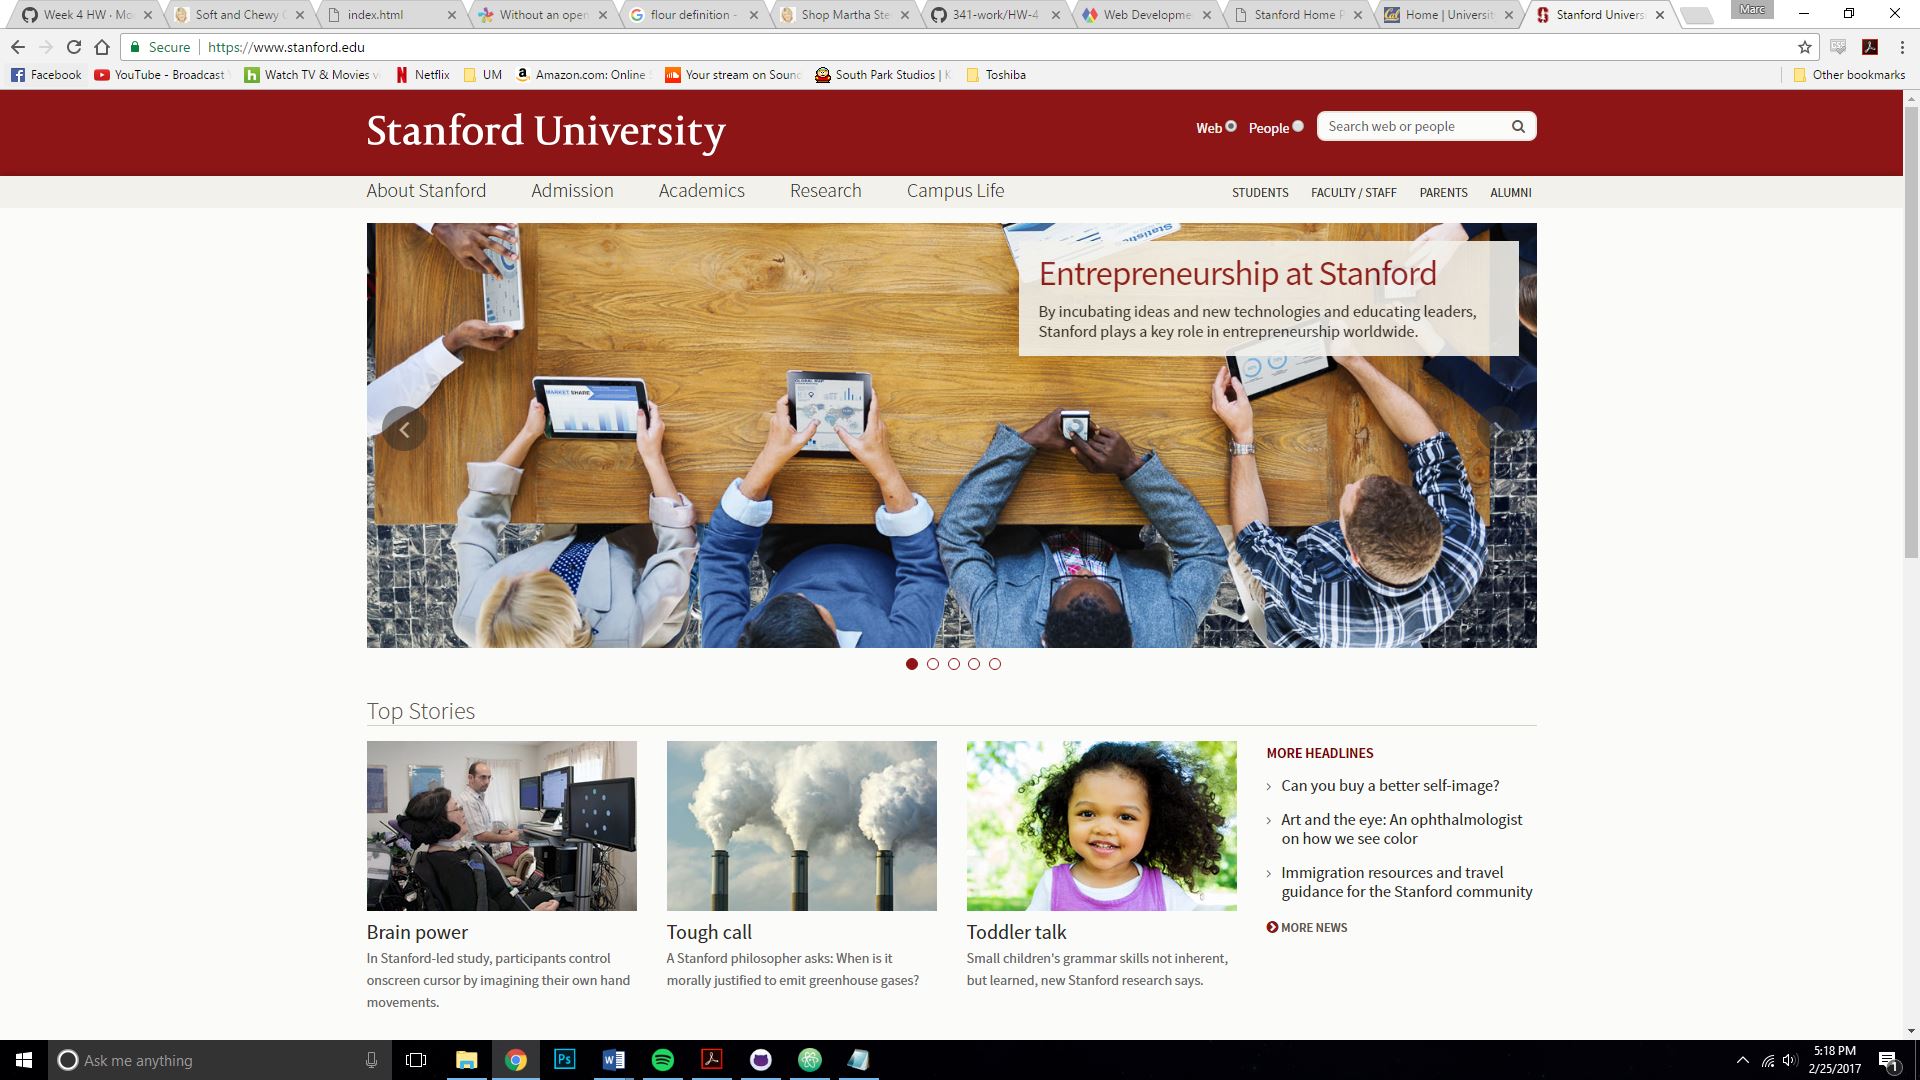 Marc
Week 4 HW · Mo
Soft and Chewy C
index.html
Without an open
flour definition -
Shop Martha Ste
341-work/HW-4
Web Developme
Stanford Home P
Home | Universit
Stanford Univers
Secure
https://www.stanford.edu
Facebook
YouTube - Broadcast
Watch TV & Movies
Netflix
UM
Amazon.com: Online
Your stream on Soun
South Park Studios |
Toshiba
Other bookmarks
Stanford University
Web
People
Search web or people
About Stanford
Admission
Academics
Research
Campus Life
STUDENTS
FACULTY / STAFF
PARENTS
ALUMNI
Entrepreneurship at Stanford
By incubating ideas and new technologies and educating leaders,
Stanford plays a key role in entrepreneurship worldwide.
MARKET SHARE
GLOBAL MAP
Top Stories
Brain power
In Stanford-led study, participants control
onscreen cursor by imagining their own hand
movements.
Tough call
A Stanford philosopher asks: When is it
morally justified to emit greenhouse gases?
Toddler talk
Small children's grammar skills not inherent,
but learned, new Stanford research says.
MORE HEADLINES
Can you buy a better self-image?
Art and the eye: An ophthalmologist
on how we see color
Immigration resources and travel
guidance for the Stanford community
MORE NEWS
Ask me anything
Ps
5:18 PM
2/25/2017
1